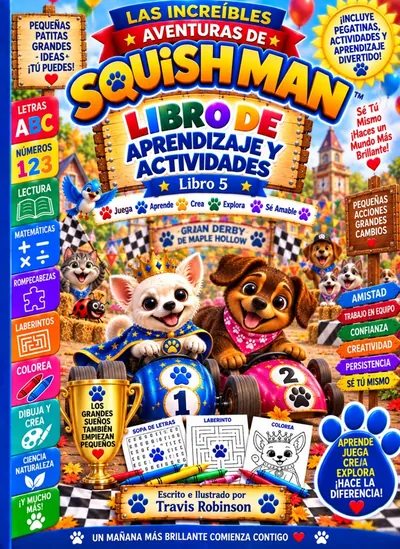 PEQUEÑAS
PATITAS
GRANDES
- IDEAS+
¡TÚ PUEDES!
LAS INCREÍBLES
AVENTURAS DE
SQUISHMAN™
¡INCLUYE
PEGATINAS,
ACTIVIDADES Y
APRENDIZAJE
DIVERTIDO!
LIBRO DE
APRENDIZAJE Y
ACTIVIDADES
Libro 5
Juega
Aprende
Crea
Explora
Sé Amable
Sé Tú
Mismo
¡Haces un
Mundo Más
Brillante!
LETRAS
ABC
NÚMEROS
123
LECTURA
MATEMÁTICAS
+ −
× ÷
ROMPECABEZAS
LABERINTOS
COLOREA
DIBUJA Y
CREA
CIENCIA
NATURALEZA
¡Y MUCHO
MÁS!
GRAN DERBY
DE MAPLE HOLLOW
PEQUEÑAS
ACCIONES
GRANDES
CAMBIOS
AMISTAD
TRABAJO EN EQUIPO
CONFIANZA
CREATIVIDAD
PERSISTENCIA
SÉ TÚ MISMO
1
2
LOS
GRANDES
SUEÑOS
TAMBIÉN
EMPIEZAN
PEQUEÑOS
SOPA DE LETRAS
LABERINTO
COLOREA
APRENDE
JUEGA
CREA
EXPLORA
¡HACE LA
DIFERENCIA!
Escrito e Ilustrado por
Travis Robinson
UN MAÑANA MÁS BRILLANTE COMIENZA CONTIGO